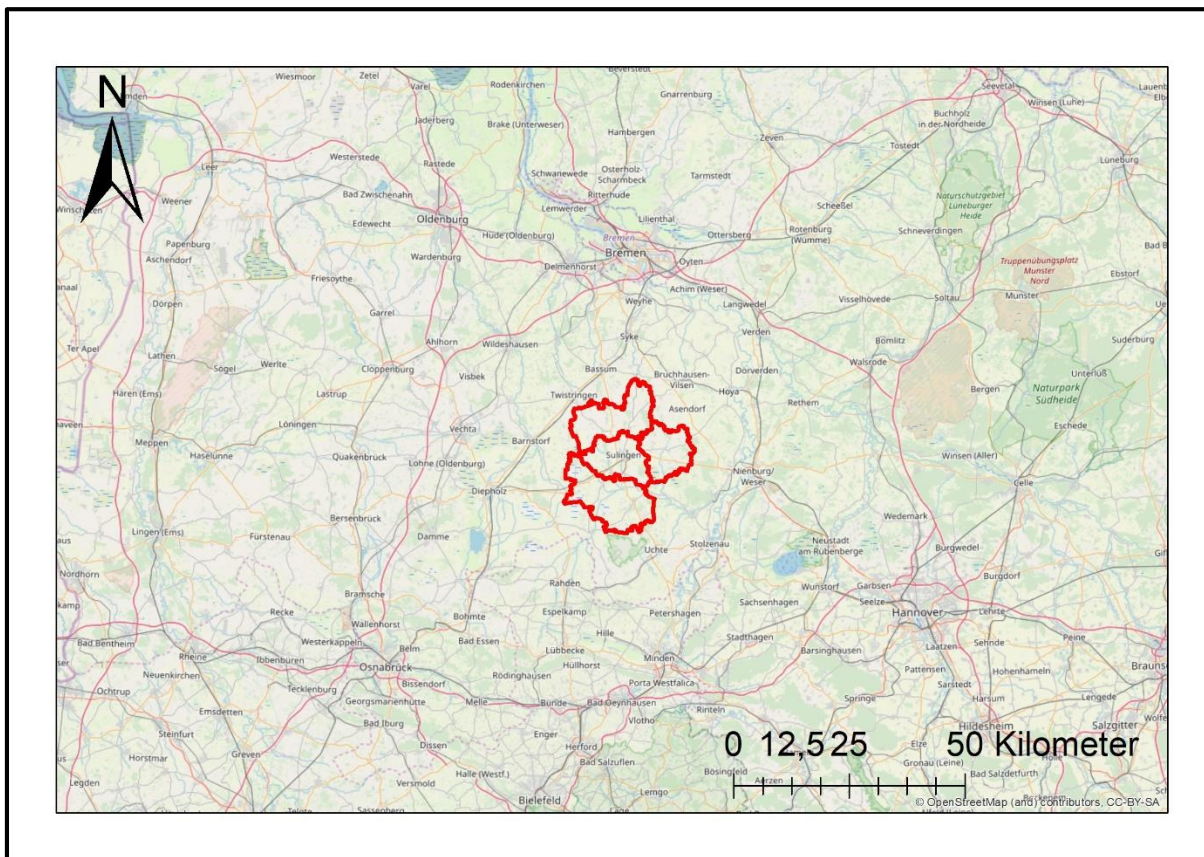 N
Wiesmoor
Zetel
Varel
Rodenkirchen
Beverstedt
Gnarrenburg
Seevetal
Winsen (Luhe)
Buchholz
in der Nordheide
Jaderberg
Brake (Unterweser)
Hambergen
Zeven
Tostedt
Lüneburg
Leer
Westerstede
Rastede
Schwanewede
Osterholz-
Scharmbeck
Ritterhude
Tarmstedt
Scheeßel
Naturschutzgebiet
Lüneburger
Heide
Weener
Bad Zwischenahn
Edewecht
Oldenburg
Lemwerder
Lilienthal
Ottersberg
Rotenburg
(Wümme)
Schneverdingen
Papenburg
Aschendorf
Wardenburg
Hude (Oldenburg)
Bremen
Bremen
Delmenhorst
Oyten
Achim (Weser)
Truppenübungsplatz
Munster
Nord
Ebstorf
Friesoythe
Dörpen
Garrel
Weyhe
Langwedel
Visselhövede
Soltau
Munster
Ter Apel
Lathen
Ahlhorn
Wildeshausen
Syke
Verden
Walsrode
Bomlitz
Suderburg
Sögel
Werlte
Cloppenburg
Visbek
Bassum
Bruchhausen-
Vilsen
Dörverden
Bergen
Unterlüß
Naturpark
Südheide
Haren (Ems)
Lastrup
Twistringen
Hoya
Rethem
Asendorf
Eschede
Meppen
Haselünne
Löningen
Vechta
Barnstorf
Sulingen
Winsen (Aller)
Quakenbrück
Lohne (Oldenburg)
Nienburg/
Weser
Celle
Diepholz
Lingen (Ems)
Bersenbrück
Fürstenau
Damme
Stolzenau
Uchte
Neustadt
am Rübenberge
Wedemark
Burgwedel
Nordhorn
Rahden
Wunstorf
Garbsen
Burgdorf
Bramsche
Recke
Bohmte
Espelkamp
Petershagen
Sachsenhagen
Seelze
Hannover
Lehrte
Peine
Bad Bentheim
Rheine
Westerkappeln
Wallenhorst
Belm
Bad Essen
Lübbecke
Hille
Stadthagen
Barsinghausen
Laatzen
Sehnde
Ibbenbüren
Osnabrück
Hüllhorst
Minden
Ochtrup
Neuenkirchen
Tecklenburg
Bissendorf
Rödinghausen
Porta Westfalica
Pattensen
Sarstedt
Hohenhameln
Georgsmarienhütte
Melle
Bünde
Bad Oeynhausen
Rinteln
Springe
Harsum
Lengede
Emsdetten
Bad Iburg
Vlotho
Hildesheim
Salzgitter
Steinfurt
Greven
Dissen
Enger
Herford
Bad Salzuflen
0 12,5 25 50 Kilometer
Elze
Gronau (Leine)
Bad Salzdetfurth
Horstmar
Halle (Westf.)
Bösingfeld
Legden
Versmold
Bielefeld
Lemgo
© OpenStreetMap (and) contributors, CC-BY-SA